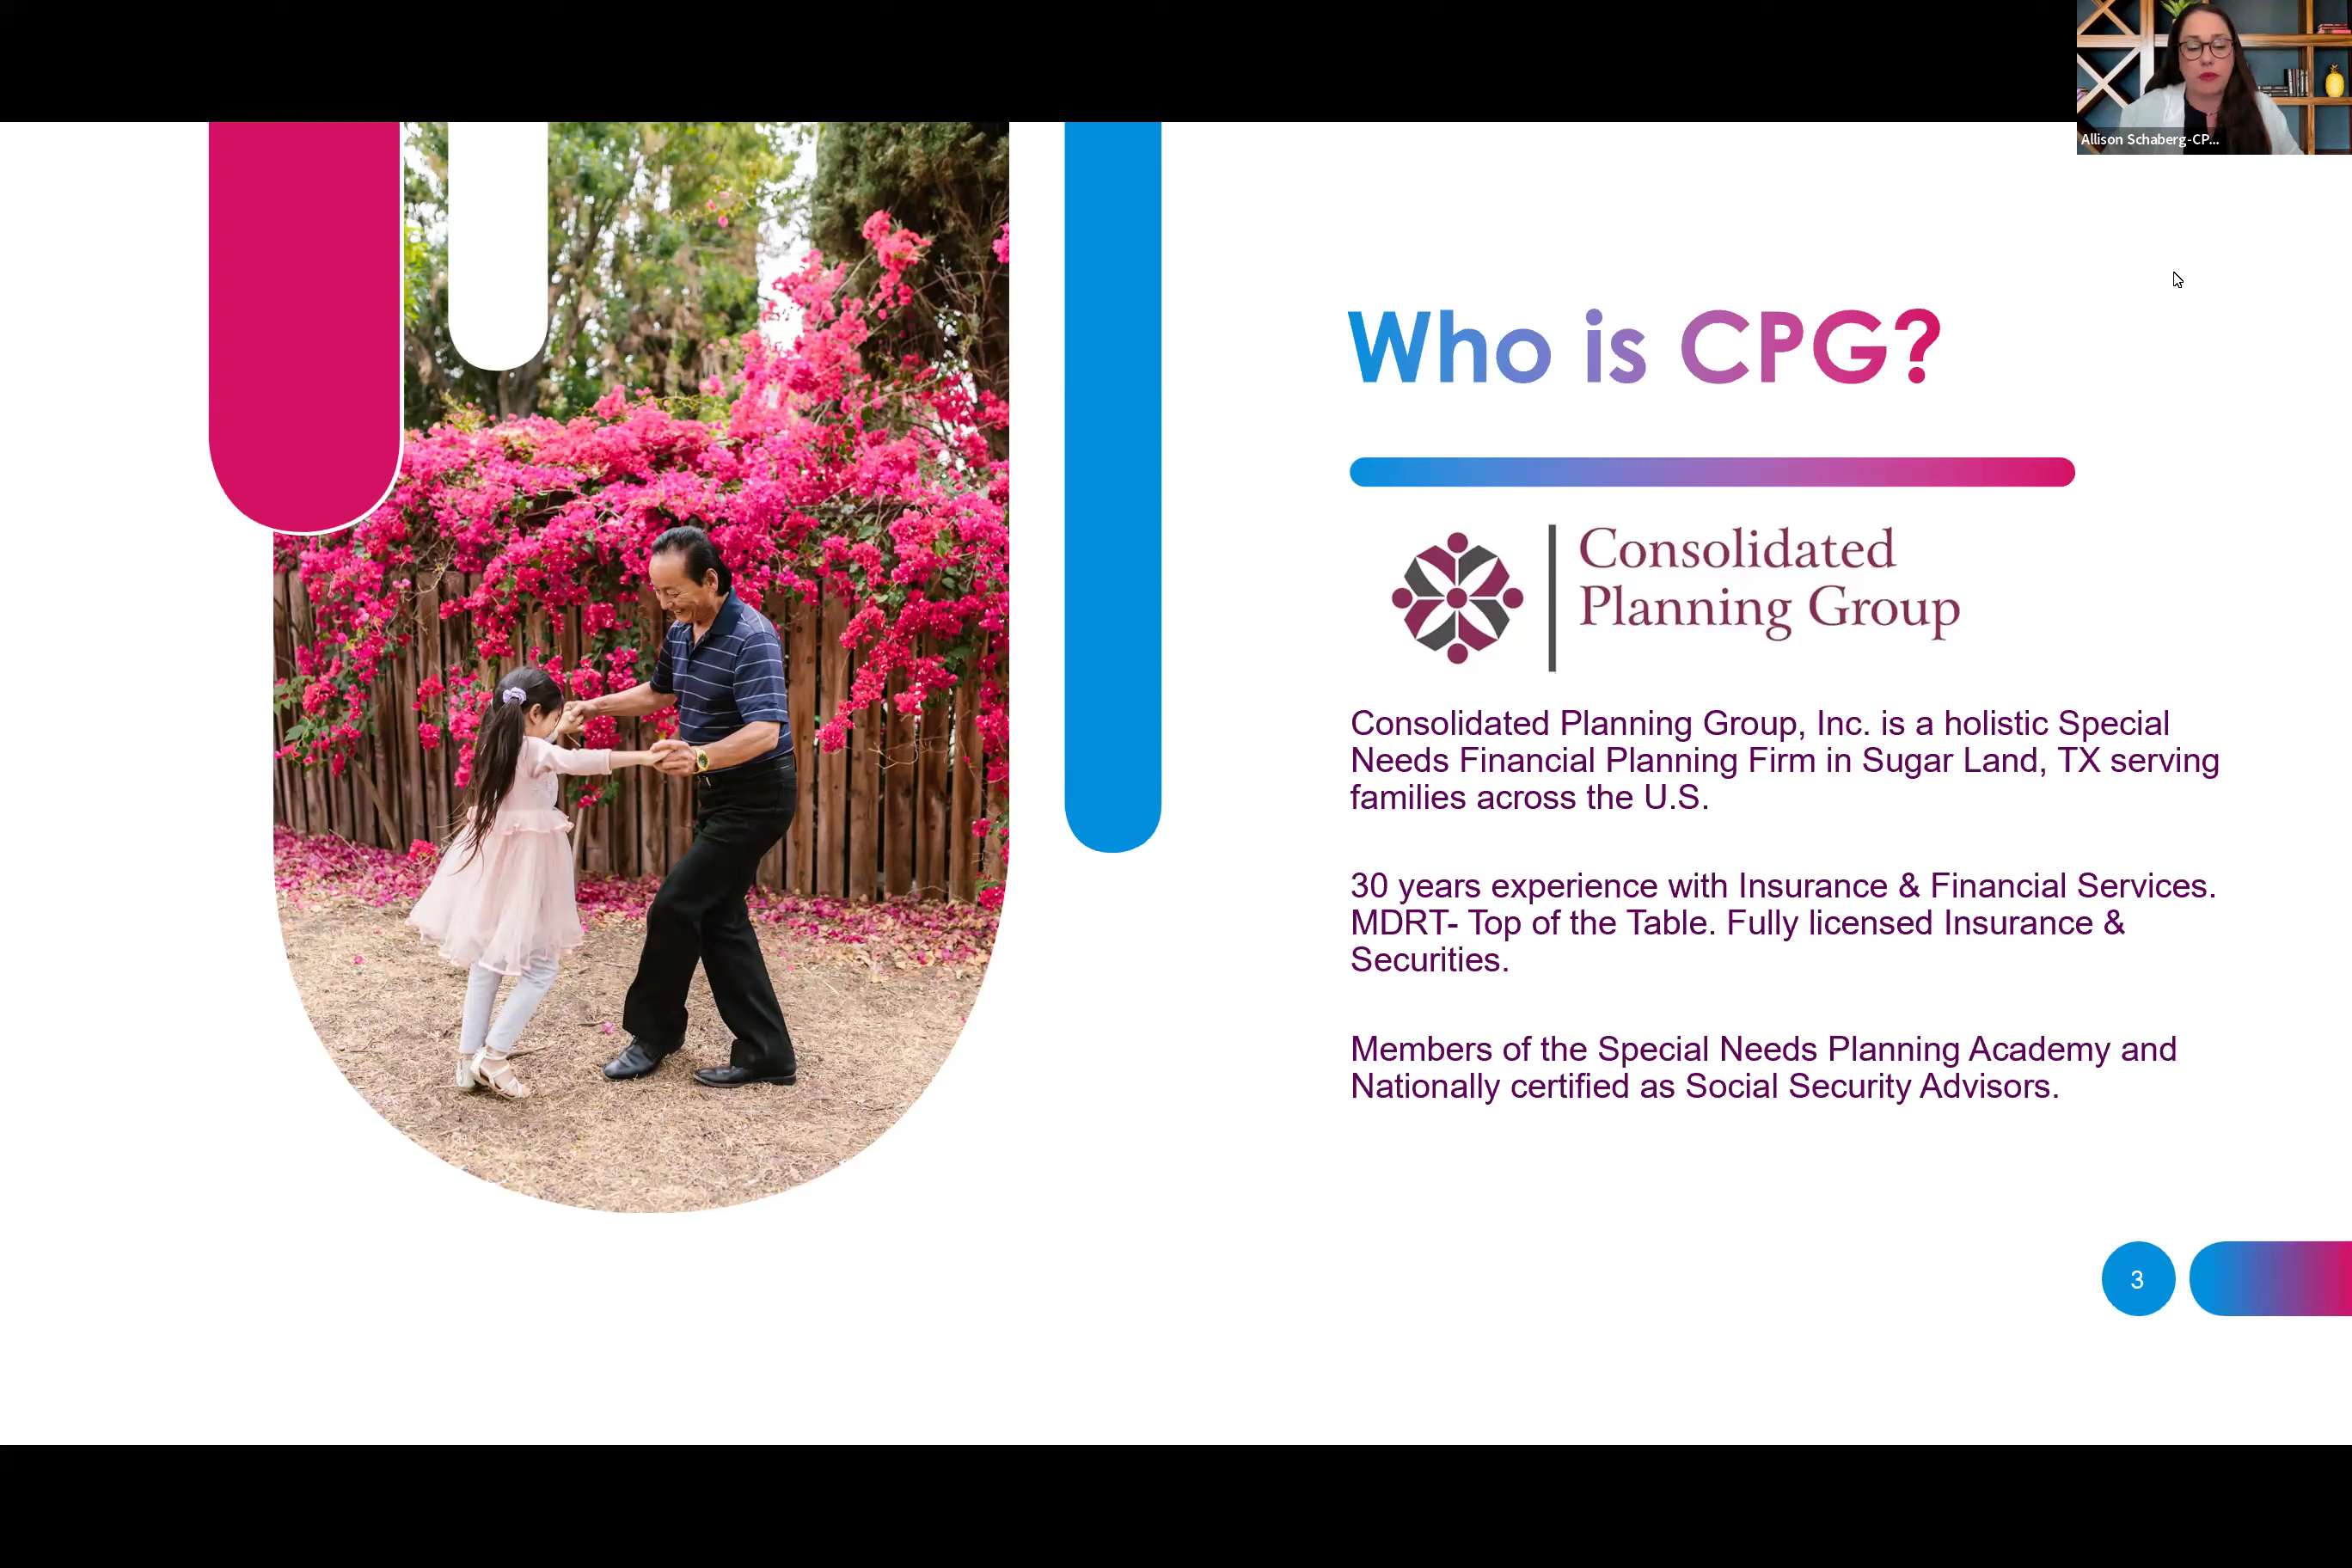 Allison Schaberg-CP...
Who is CPG?
Consolidated
Planning Group
Consolidated Planning Group, Inc. is a holistic Special
Needs Financial Planning Firm in Sugar Land, TX serving
families across the U.S.
30 years experience with Insurance & Financial Services.
MDRT- Top of the Table. Fully licensed Insurance &
Securities.
Members of the Special Needs Planning Academy and
Nationally certified as Social Security Advisors.
3